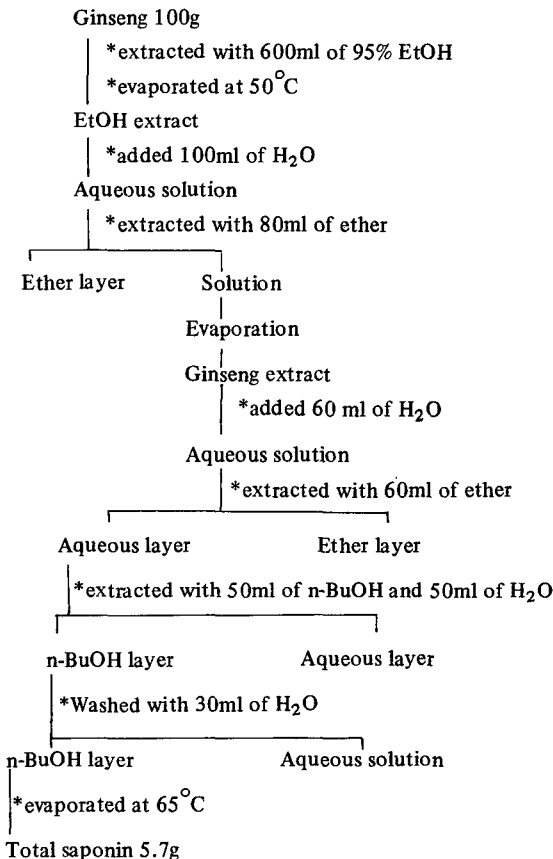 Ginseng 100g
*extracted with 600ml of 95% EtOH
*evaporated at 50°C
EtOH extract
*added 100ml of H₂O
Aqueous solution
*extracted with 80ml of ether
Ether layer Solution
Evaporation
Ginseng extract
*added 60 ml of H₂O
Aqueous solution
*extracted with 60ml of ether
Aqueous layer Ether layer
*extracted with 50ml of n-BuOH and 50ml of H₂O
n-BuOH layer Aqueous layer
*Washed with 30ml of H₂O
n-BuOH layer Aqueous solution
*evaporated at 65°C
Total saponin 5.7g